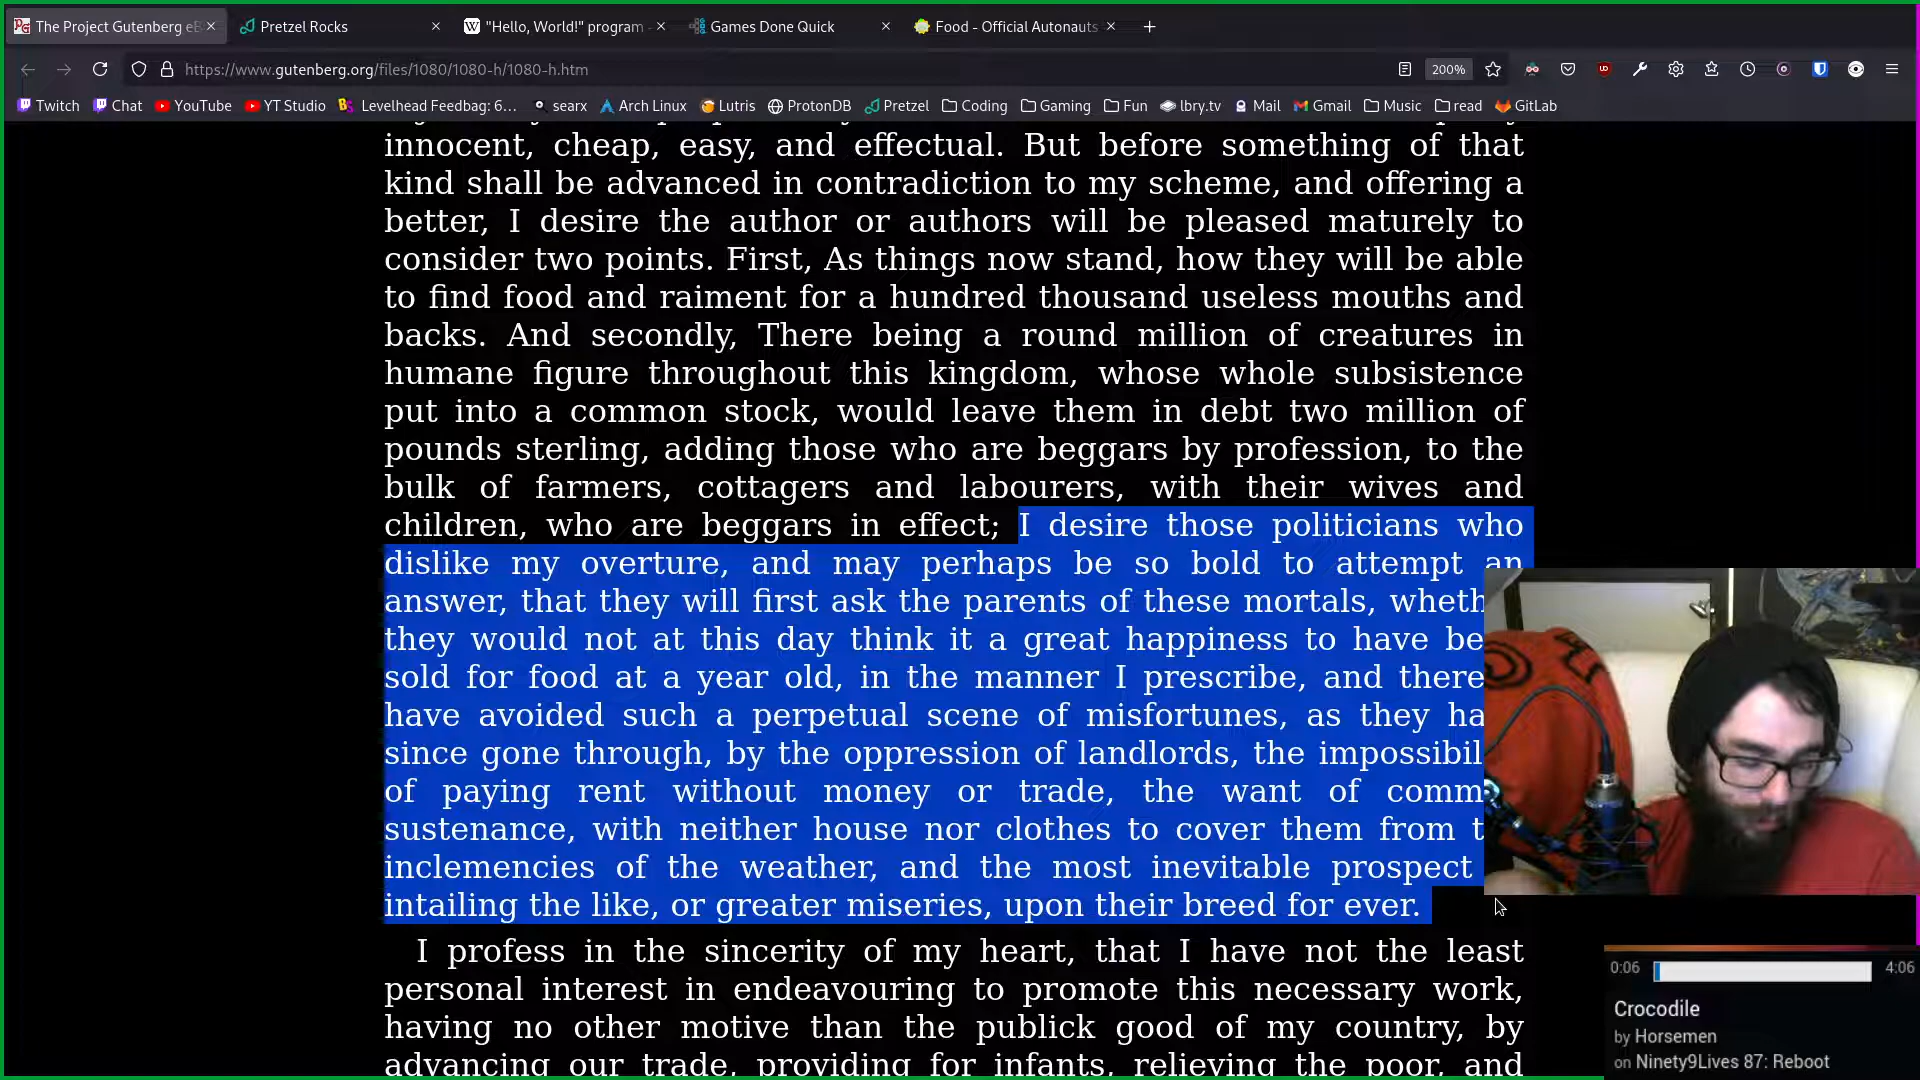 The Project Gutenberg eB
Pretzel Rocks
"Hello, World!" program -
Games Done Quick
Food - Official Autonauts
https://www.gutenberg.org/files/1080/1080-h/1080-h.htm
200%
Twitch
Chat
YouTube
YT Studio
Levelhead Feedbag: 6…
searx
Arch Linux
Lutris
ProtonDB
Pretzel
Coding
Gaming
Fun
lbry.tv
Mail
Gmail
Music
read
GitLab
innocent, cheap, easy, and effectual. But before something of that
kind shall be advanced in contradiction to my scheme, and offering a
better, I desire the author or authors will be pleased maturely to
consider two points. First, As things now stand, how they will be able
to find food and raiment for a hundred thousand useless mouths and
backs. And secondly, There being a round million of creatures in
humane figure throughout this kingdom, whose whole subsistence
put into a common stock, would leave them in debt two million of
pounds sterling, adding those who are beggars by profession, to the
bulk of farmers, cottagers and labourers, with their wives and
children, who are beggars in effect; I desire those politicians who
dislike my overture, and may perhaps be so bold to attempt an
answer, that they will first ask the parents of these mortals, wheth
they would not at this day think it a great happiness to have be
sold for food at a year old, in the manner I prescribe, and there
have avoided such a perpetual scene of misfortunes, as they ha
since gone through, by the oppression of landlords, the impossibil
of paying rent without money or trade, the want of comm
sustenance, with neither house nor clothes to cover them from t
inclemencies of the weather, and the most inevitable prospect
intailing the like, or greater miseries, upon their breed for ever.
I profess in the sincerity of my heart, that I have not the least
personal interest in endeavouring to promote this necessary work,
having no other motive than the publick good of my country, by
advancing our trade, providing for infants, relieving the poor, and
0:06
4:06
Crocodile
by Horsemen
on Ninety9Lives 87: Reboot